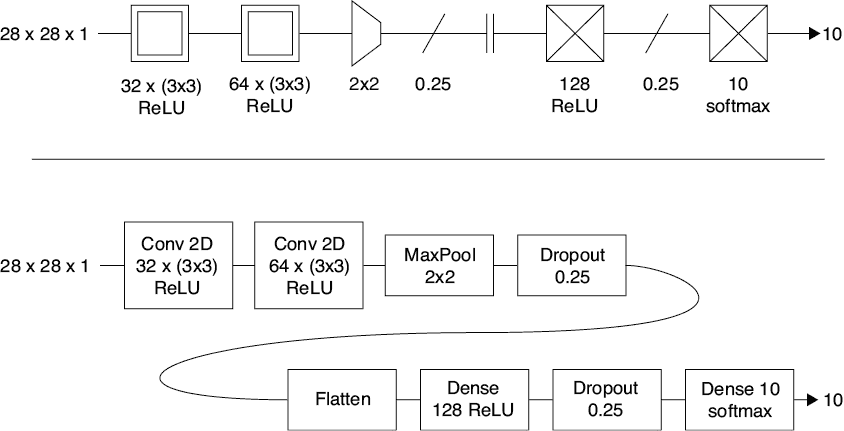 28 x 28 x 1
10
32 x (3x3)
ReLU
64 x (3x3)
ReLU
2x2
0.25
128
ReLU
0.25
10
softmax
28 x 28 x 1
Conv 2D
32 x (3x3)
ReLU
Conv 2D
64 x (3x3)
ReLU
MaxPool
2x2
Dropout
0.25
Flatten
Dense
128 ReLU
Dropout
0.25
Dense 10
softmax
10